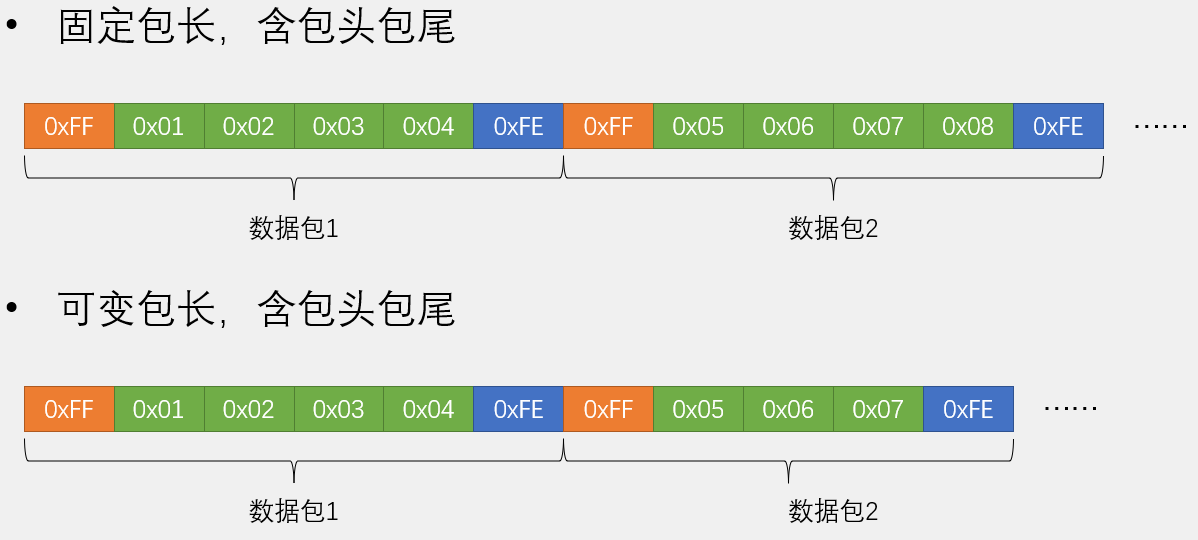 • 固定包长，含包头包尾
0xFF 0x01 0x02 0x03 0x04 0xFE 0xFF 0x05 0x06 0x07 0x08 0xFE ……
数据包1 数据包2
• 可变包长，含包头包尾
0xFF 0x01 0x02 0x03 0x04 0xFE 0xFF 0x05 0x06 0x07 0xFE ……
数据包1 数据包2